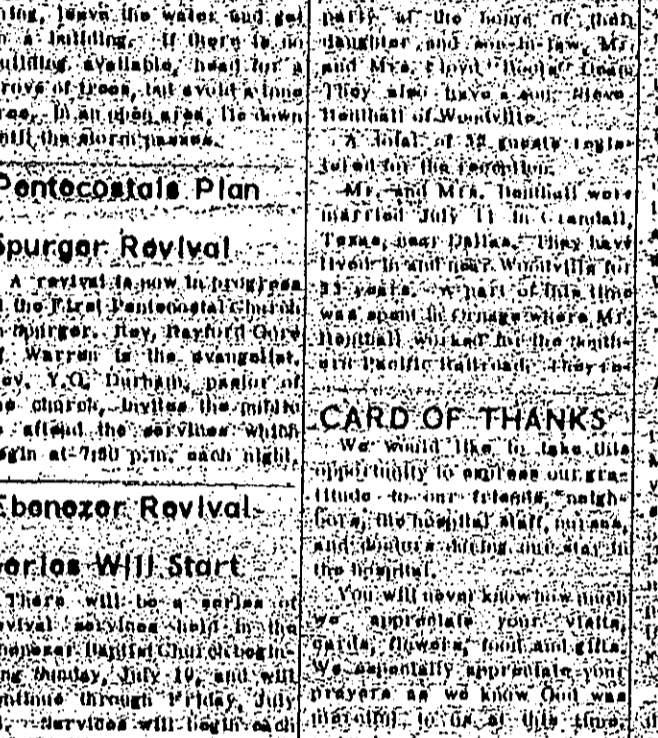 ing, leave the water and get
in a building. If there is no
building available, head for a
grove of trees, but avoid a lone
tree. In an open area, lie down
until the storm passes.
Pentecostals Plan
Spurger Revival
A revival is now in progress
at the First Pentecostal Church
in Spurger. Rev. Rayford Gore
of Warren is the evangelist.
Rev. Y.O. Durham, pastor of
the church, invites the public
to attend the services which
begin at 7:30 p.m. each night.
Ebenezer Revival
Series Will Start
There will be a series of
revival services held in the
Ebenezer Baptist Church begin-
ning Sunday, July 10, and will
continue through Friday, July
Services will begin each
party at the home of their
daughter and son-in-law, Mr.
and Mrs. Floyd
They also have a son, Steve
of Woodville.
A total of guests regis-
tered for the reception.
Mr. and Mrs. were
married July 11 in Crandall,
Texas, near Dallas. They have
lived in and near Woodville for
33 years. A part of this time
was spent in Orange where Mr.
worked for the South-
ern Pacific Railroad. They re-
CARD OF THANKS
We would like to take this
opportunity to express our gra-
titude to our friends, neigh-
bors, the hospital staff, nurses,
and doctors during our stay in
the hospital.
You will never know how much
we appreciate your visits,
cards, flowers, food and gifts.
We especially appreciate your
prayers as we know God was
merciful to us at this time.